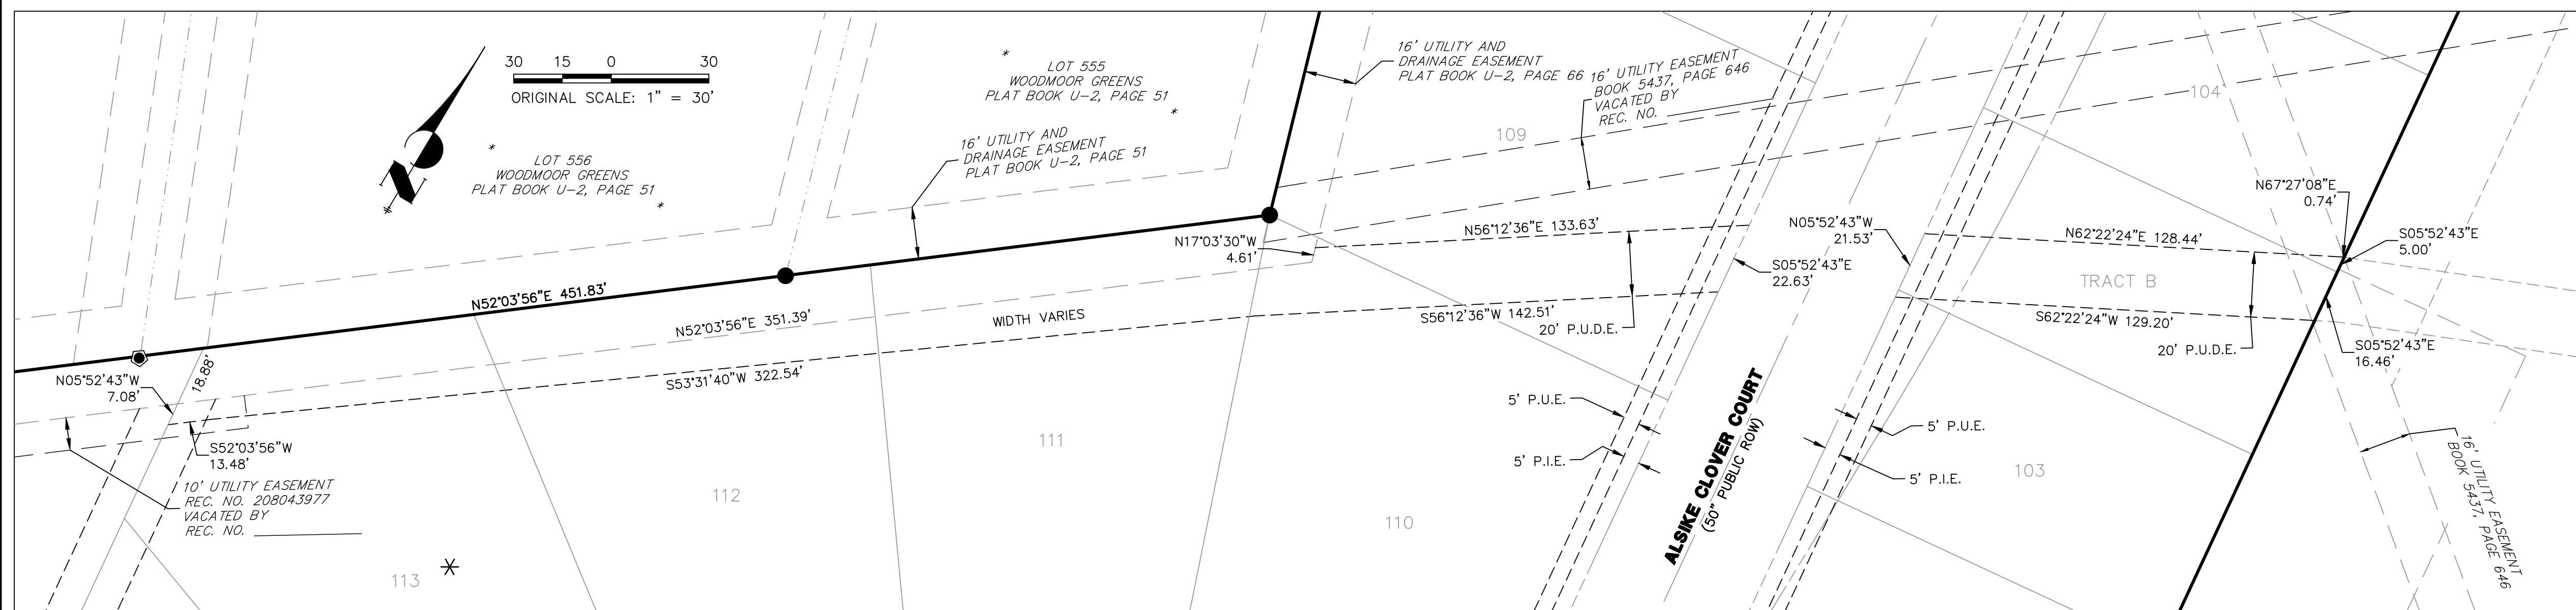 30 15 0 30
ORIGINAL SCALE: 1" = 30'
N
*
LOT 556
WOODMOOR GREENS
PLAT BOOK U-2, PAGE 51
*
*
LOT 555
WOODMOOR GREENS
PLAT BOOK U-2, PAGE 51
*
16' UTILITY AND
DRAINAGE EASEMENT
PLAT BOOK U-2, PAGE 51
16' UTILITY AND
DRAINAGE EASEMENT
PLAT BOOK U-2, PAGE 66
16' UTILITY EASEMENT
BOOK 5437, PAGE 646
VACATED BY
REC. NO.
109
104
N67°27'08"E
0.74'
S05°52'43"E
5.00'
N05°52'43"W
21.53'
N62°22'24"E 128.44'
TRACT B
S62°22'24"W 129.20'
20' P.U.D.E.
S05°52'43"E
16.46'
N17°03'30"W
4.61'
N56°12'36"E 133.63'
S05°52'43"E
22.63'
S56°12'36"W 142.51'
20' P.U.D.E.
N52°03'56"E 451.83'
N52°03'56"E 351.39'
WIDTH VARIES
S53°31'40"W 322.54'
18.88'
N05°52'43"W
7.08'
S52°03'56"W
13.48'
10' UTILITY EASEMENT
REC. NO. 208043977
VACATED BY
REC. NO.
113
*
112
111
110
5' P.U.E.
5' P.I.E.
ALSIKE CLOVER COURT
(50" PUBLIC ROW)
5' P.U.E.
5' P.I.E.
103
16' UTILITY EASEMENT
BOOK 5437, PAGE 646